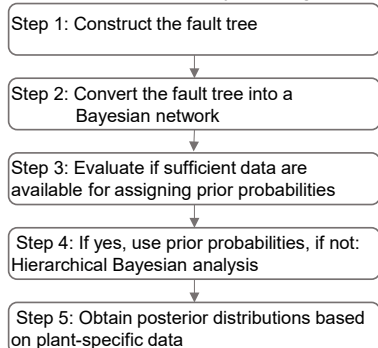 Step 1: Construct the fault tree
Step 2: Convert the fault tree into a
Bayesian network
Step 3: Evaluate if sufficient data are
available for assigning prior probabilities
Step 4: If yes, use prior probabilities, if not:
Hierarchical Bayesian analysis
Step 5: Obtain posterior distributions based
on plant-specific data